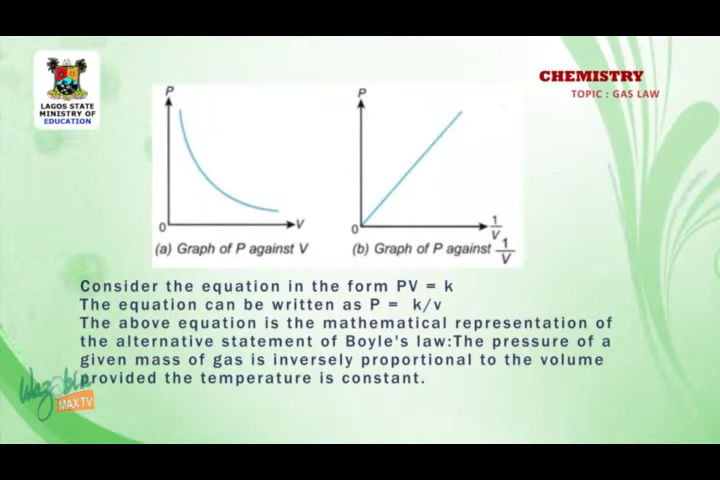 LAGOS STATE
MINISTRY OF
EDUCATION
CHEMISTRY
TOPIC : GAS LAW
P
0
V
(a) Graph of P against V
P
0
1
V
(b) Graph of P against 1/V
Consider the equation in the form PV = k
The equation can be written as P = k/v
The above equation is the mathematical representation of
the alternative statement of Boyle's law:The pressure of a
given mass of gas is inversely proportional to the volume
provided the temperature is constant.
Wazobia
MAX TV